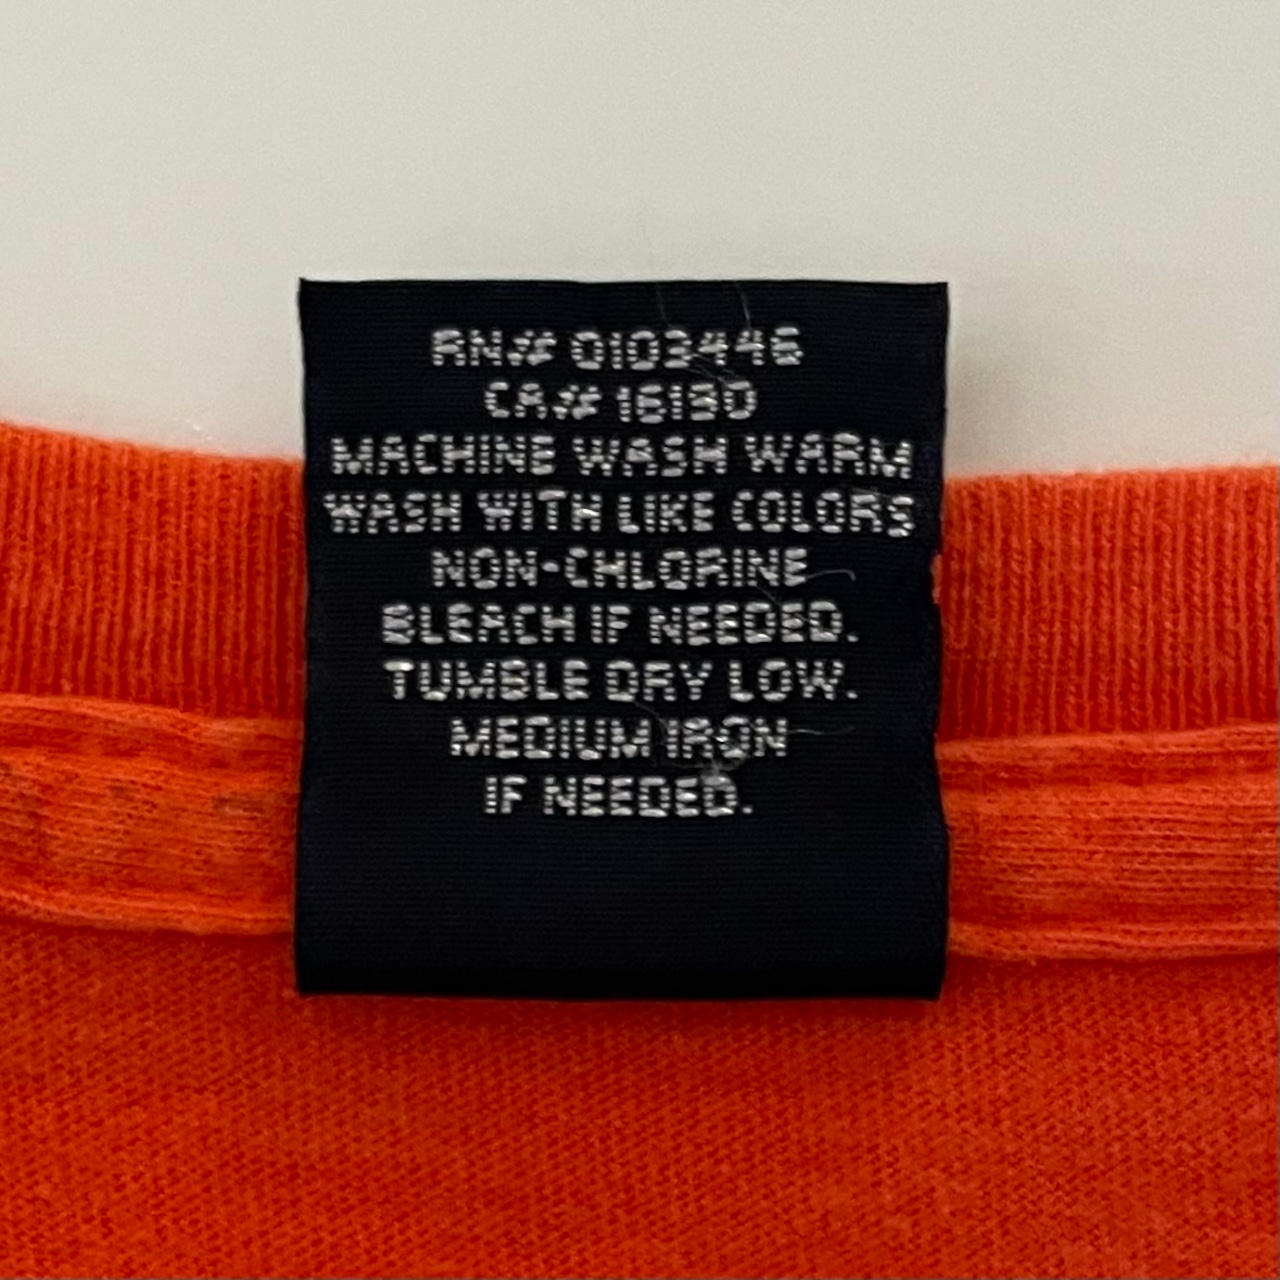 RN# 0103446
CA# 16190
MACHINE WASH WARM
WASH WITH LIKE COLORS
NON-CHLORINE
BLEACH IF NEEDED.
TUMBLE DRY LOW.
MEDIUM IRON
IF NEEDED.